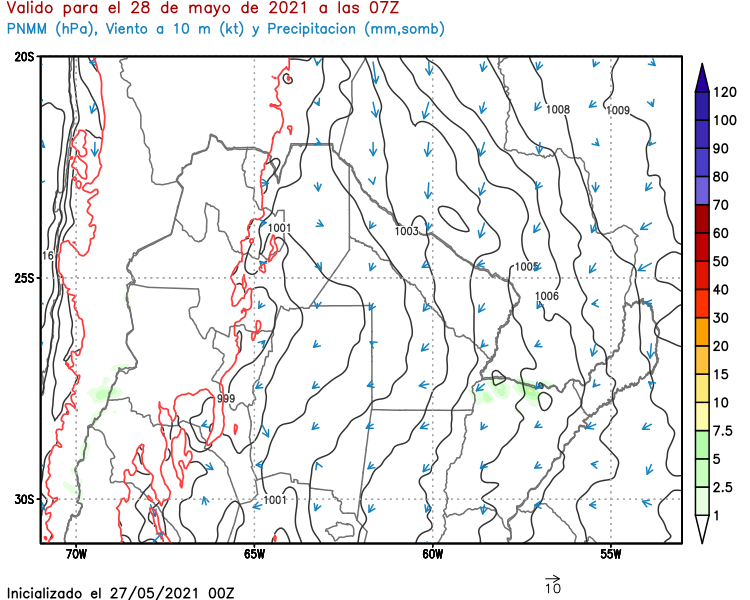 Valido para el 28 de mayo de 2021 a las 07Z
PNMM (hPa), Viento a 10 m (kt) y Precipitacion (mm,somb)
20S
25S
30S
70W
65W
60W
55W
1008
1009
1001
1003
16
1006
999
1001
120
100
90
80
70
60
50
40
30
20
15
10
7.5
5
2.5
1
10
Inicializado el 27/05/2021 00Z